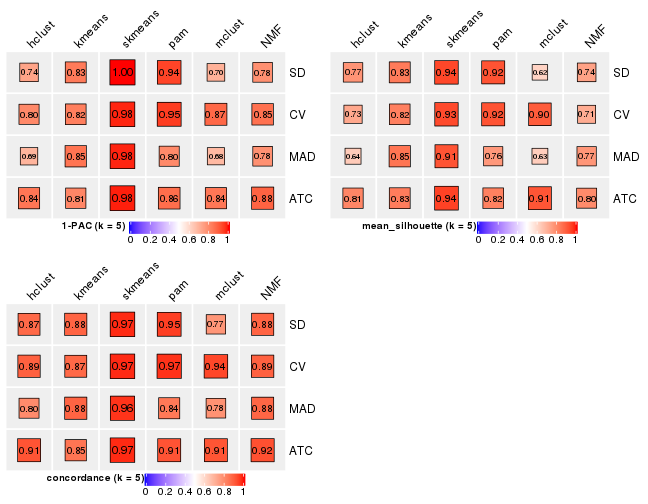 hclust kmeans skmeans pam mclust NMF
0.74 0.83 1.00 0.94 0.70 0.78 SD
0.80 0.82 0.98 0.95 0.87 0.85 CV
0.69 0.85 0.98 0.80 0.68 0.78 MAD
0.84 0.81 0.98 0.86 0.84 0.88 ATC
1-PAC (k = 5)
0 0.2 0.4 0.6 0.8 1
hclust kmeans skmeans pam mclust NMF
0.77 0.83 0.94 0.92 0.62 0.74 SD
0.73 0.82 0.93 0.92 0.90 0.71 CV
0.64 0.85 0.91 0.76 0.63 0.77 MAD
0.81 0.83 0.94 0.82 0.91 0.80 ATC
mean_silhouette (k = 5)
0 0.2 0.4 0.6 0.8 1
hclust kmeans skmeans pam mclust NMF
0.87 0.88 0.97 0.95 0.77 0.88 SD
0.89 0.87 0.97 0.97 0.94 0.89 CV
0.80 0.88 0.96 0.84 0.78 0.88 MAD
0.91 0.85 0.97 0.91 0.91 0.92 ATC
concordance (k = 5)
0 0.2 0.4 0.6 0.8 1